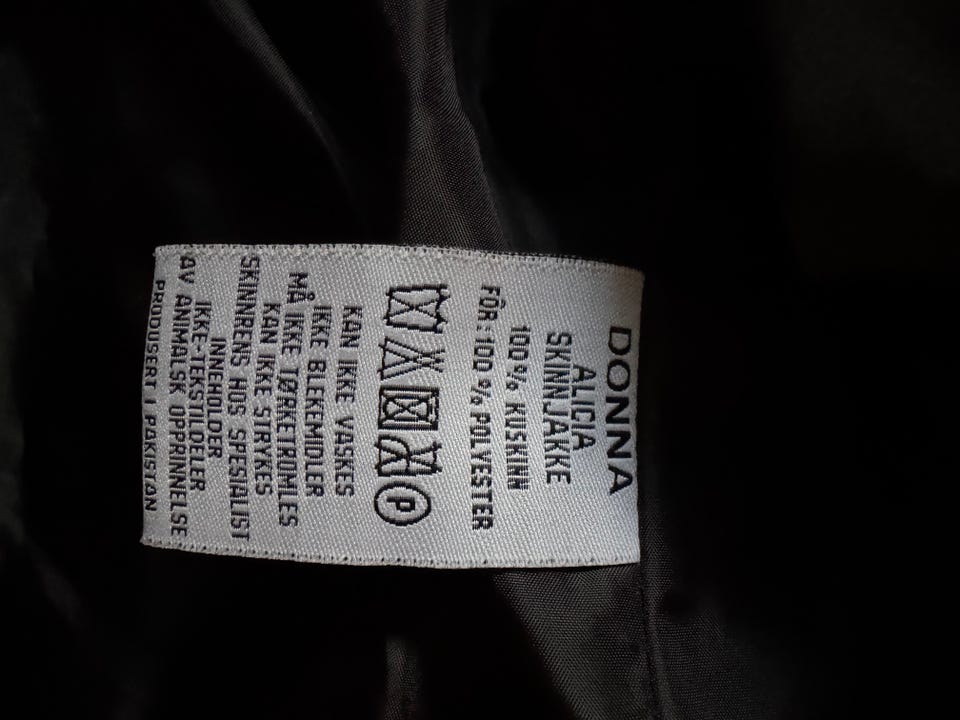 DONNA
ALICIA
SKINNJAKKE
100% KUSKINN
FÔR: 100% POLYESTER
P
KAN IKKE VASKES
IKKE BLEKEMIDLER
MÅ IKKE TØRKETROMLES
KAN IKKE STRYKES
SKINNRENS HOS SPESIALIST
INNEHOLDER
IKKE-TEKSTILDELER
AV ANIMALSK OPPRINNELSE
PRODUSERT I PAKISTAN